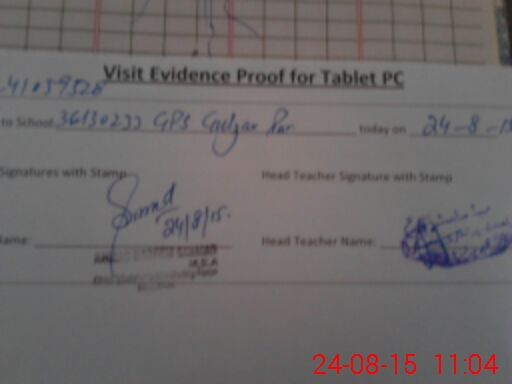 Visit Evidence Proof for Tablet PC
41059528
to School 36130233 GPS Gulzar Pur today on 24-8-15
Signatures with Stamp
Head Teacher Signature with Stamp
24/8/15.
Name:
Head Teacher Name:
24-08-15 11:04